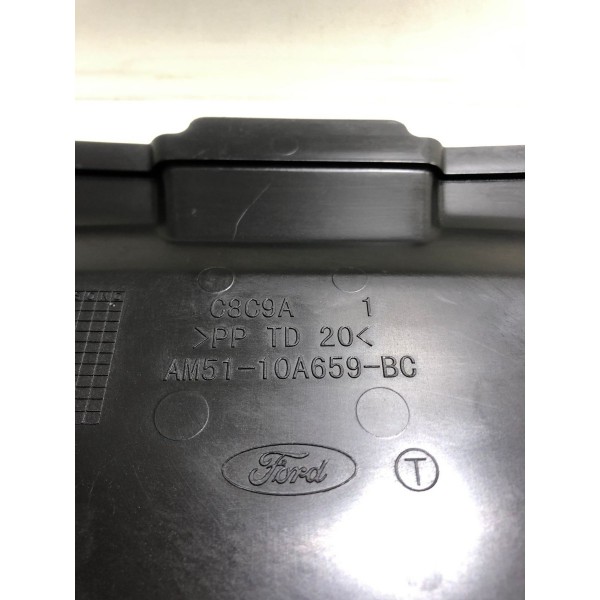 C8C9A 1
>PP TD 20<
AM51-10A659-BC
Ford
T